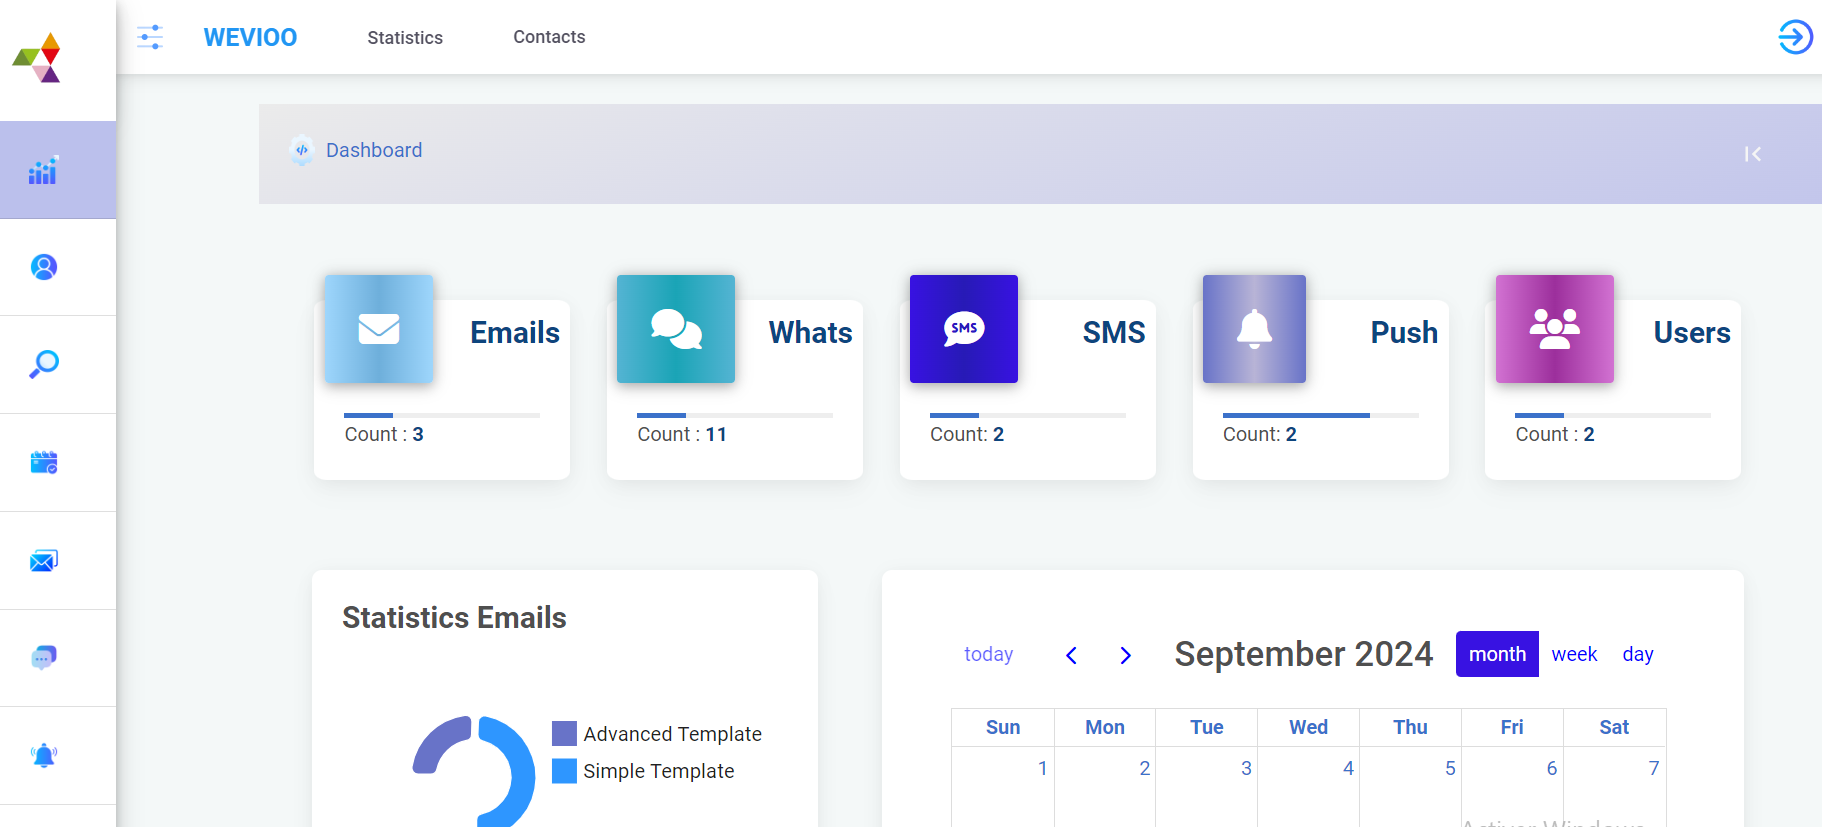 WEVIOO Statistics Contacts
Dashboard
Emails
Count : 3
Whats
Count : 11
SMS
SMS
Count: 2
Push
Count: 2
Users
Count : 2
Statistics Emails
Advanced Template
Simple Template
today September 2024 month week day
Sun Mon Tue Wed Thu Fri Sat
1 2 3 4 5 6 7
Activer Windows